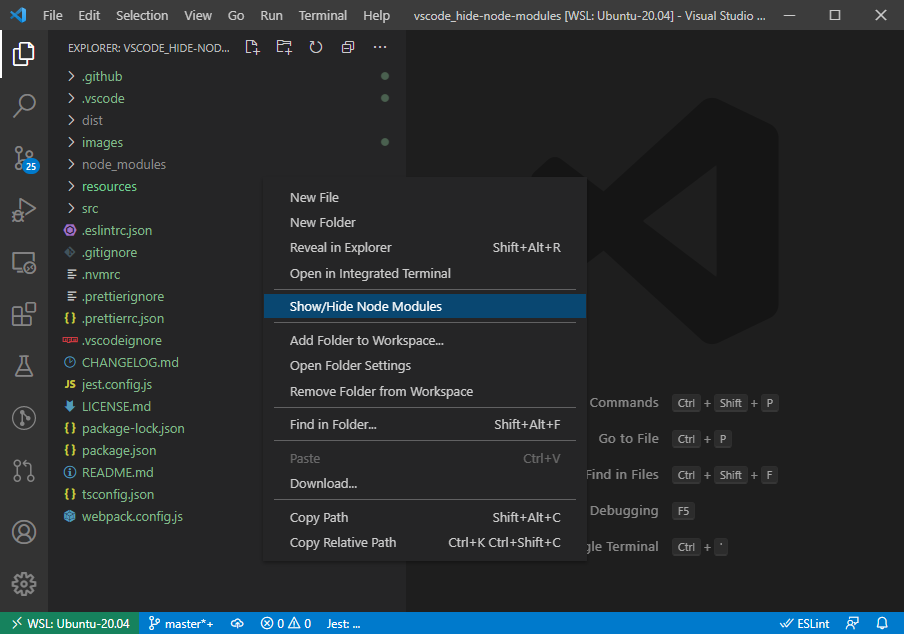 File Edit Selection View Go Run Terminal Help vscode_hide-node-modules [WSL: Ubuntu-20.04] - Visual Studio ...
EXPLORER: VSCODE_HIDE-NOD...
.github
.vscode
dist
images
node_modules
resources
src
.eslintrc.json
.gitignore
.nvmrc
.prettierignore
{} .prettierrc.json
.vscodeignore
CHANGELOG.md
JS jest.config.js
LICENSE.md
{} package-lock.json
{} package.json
README.md
{} tsconfig.json
webpack.config.js
25
New File
New Folder
Reveal in Explorer Shift+Alt+R
Open in Integrated Terminal
Show/Hide Node Modules
Add Folder to Workspace...
Open Folder Settings
Remove Folder from Workspace
Find in Folder... Shift+Alt+F
Paste Ctrl+V
Download...
Copy Path Shift+Alt+C
Copy Relative Path Ctrl+K Ctrl+Shift+C
Commands Ctrl + Shift + P
Go to File Ctrl + P
Find in Files Ctrl + Shift + F
Debugging F5
gle Terminal Ctrl + `
WSL: Ubuntu-20.04 master*+ 0 0 Jest: ... ESLint